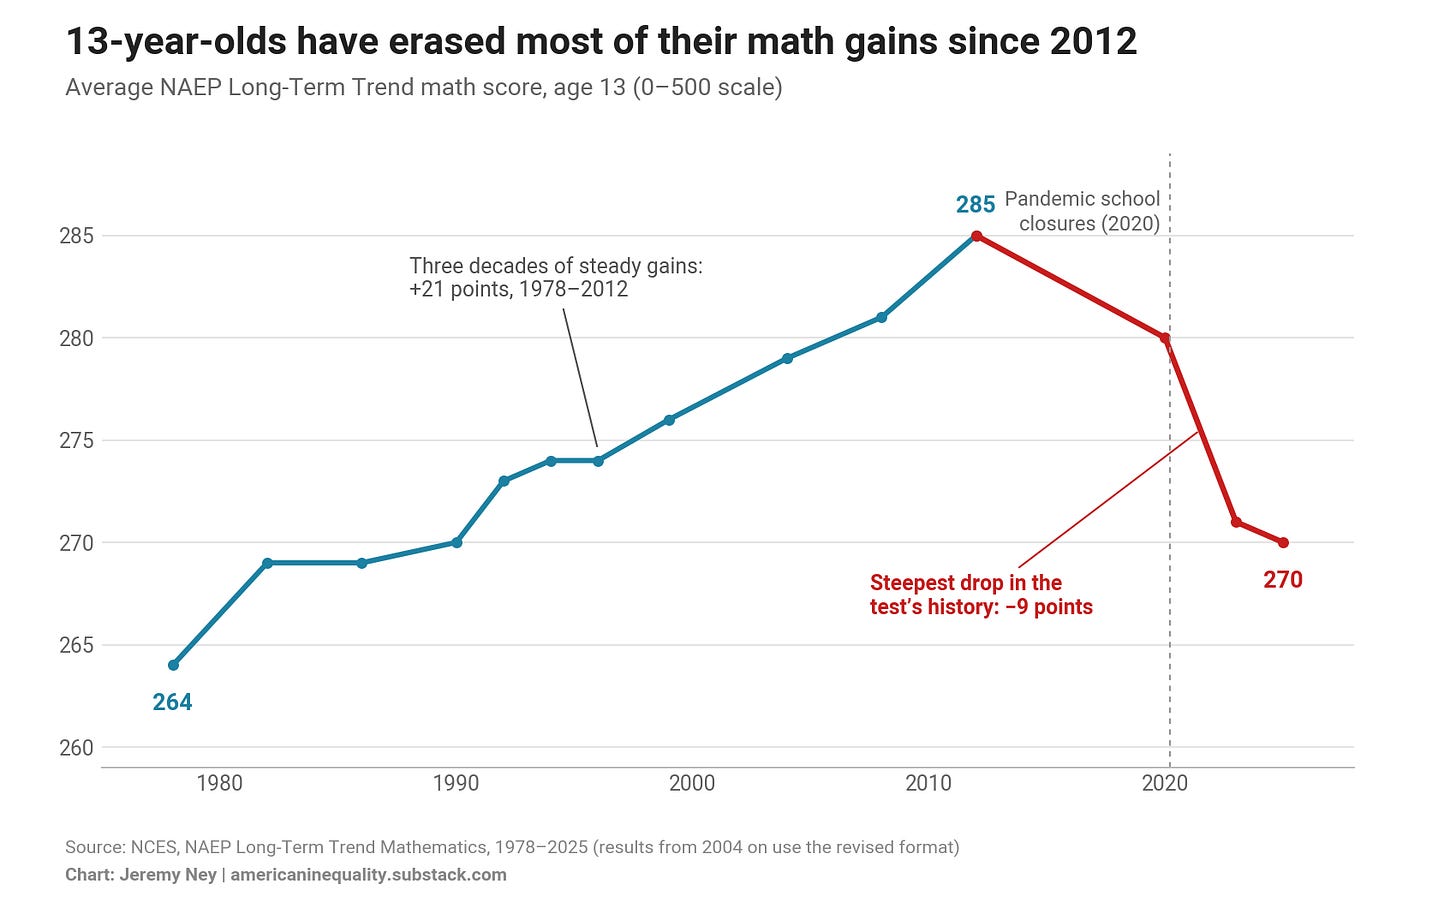 13-year-olds have erased most of their math gains since 2012
Average NAEP Long-Term Trend math score, age 13 (0–500 scale)
285
Pandemic school
closures (2020)
285
Three decades of steady gains:
+21 points, 1978–2012
280
275
270
Steepest drop in the
test’s history: −9 points
270
265
264
260
1980
1990
2000
2010
2020
Source: NCES, NAEP Long-Term Trend Mathematics, 1978–2025 (results from 2004 on use the revised format)
Chart: Jeremy Ney | americaninequality.substack.com